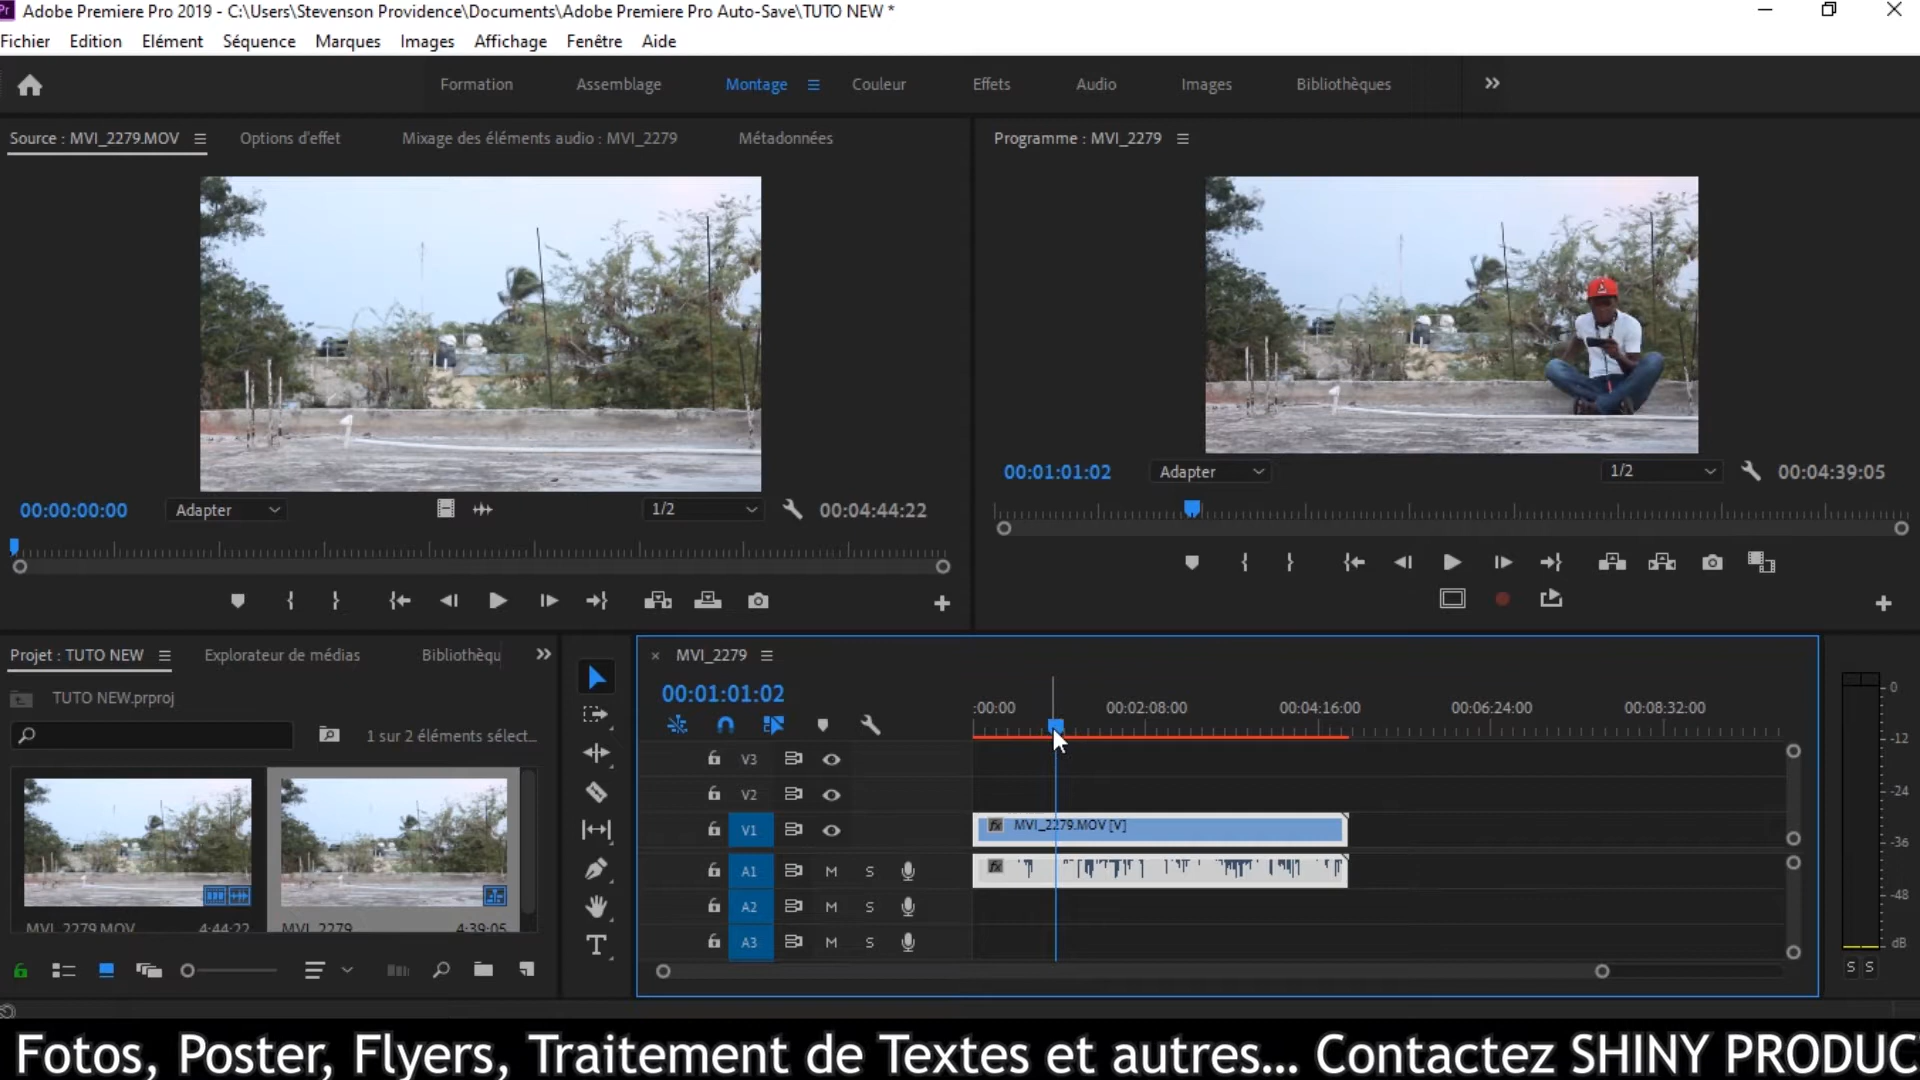 Adobe Premiere Pro 2019 - C:\Users\Stevenson Providence\Documents\Adobe Premiere Pro Auto-Save\TUTO NEW *
Fichier Edition Elément Séquence Marques Images Affichage Fenêtre Aide
Formation Assemblage Montage Couleur Effets Audio Images Bibliothèques
Source : MVI_2279.MOV Options d'effet Mixage des éléments audio : MVI_2279 Métadonnées
Programme : MVI_2279
00:01:01:02 Adapter 1/2 00:04:39:05
00:00:00:00 Adapter 1/2 00:04:44:22
Projet : TUTO NEW Explorateur de médias Bibliothèqu
TUTO NEW.prproj
1 sur 2 éléments sélect...
MVI_2279.MOV 4:44:22 MVI_2279 4:39:05
MVI_2279
00:01:01:02
:00:00 00:02:08:00 00:04:16:00 00:06:24:00 00:08:32:00
V3
V2
V1 fx MVI_2279.MOV [V]
A1 M S fx
A2 M S
A3 M S
0
-12
-24
-36
-48
dB
S S
Fotos, Poster, Flyers, Traitement de Textes et autres... Contactez SHINY PRODUC